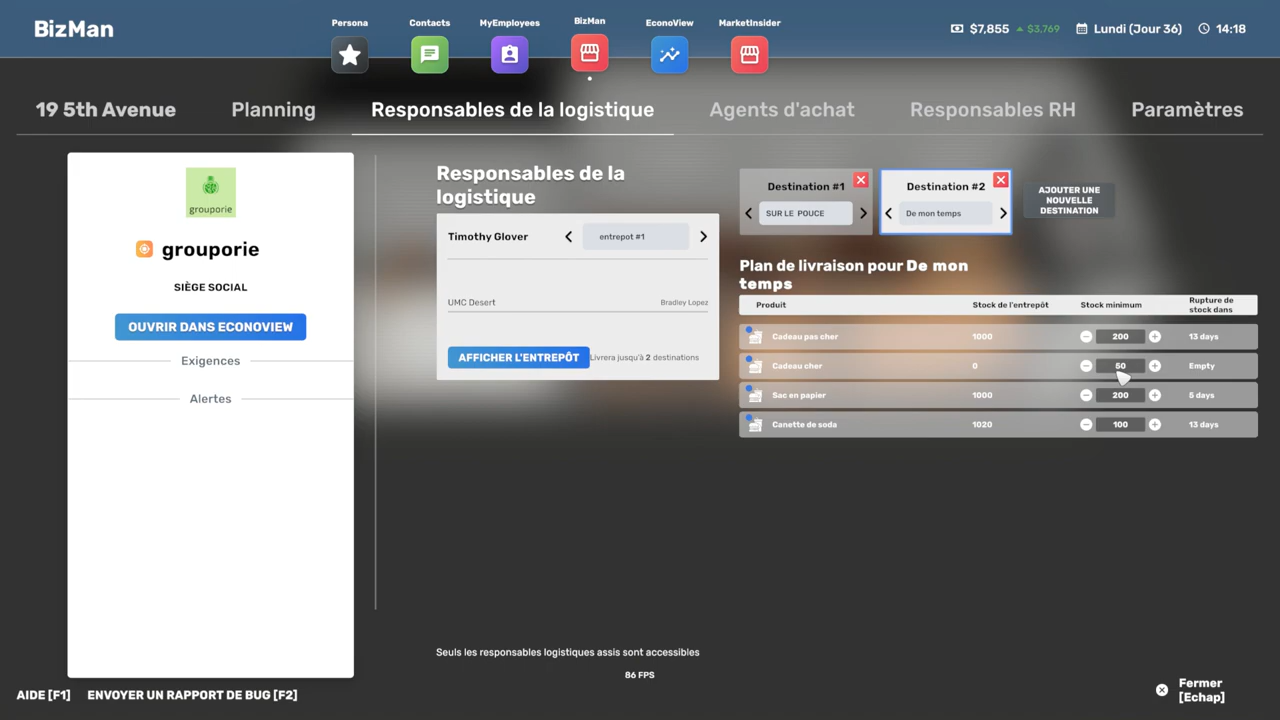 BizMan
Persona
Contacts
MyEmployees
BizMan
EconoView
MarketInsider
$7,855
$3,769
Lundi (Jour 36)
14:18
19 5th Avenue
Planning
Responsables de la logistique
Agents d'achat
Responsables RH
Paramètres
grouporie
grouporie
SIÈGE SOCIAL
OUVRIR DANS ECONOVIEW
Exigences
Alertes
Responsables de la
logistique
Timothy Glover
entrepot #1
UMC Desert
Bradley Lopez
AFFICHER L'ENTREPÔT
Livrera jusqu'à 2 destinations
Destination #1
SUR LE POUCE
Destination #2
De mon temps
AJOUTER UNE
NOUVELLE
DESTINATION
Plan de livraison pour De mon
temps
Produit
Stock de l'entrepôt
Stock minimum
Rupture de
stock dans
Cadeau pas cher
1000
200
13 days
Cadeau cher
0
50
Empty
Sac en papier
1000
200
5 days
Canette de soda
1020
100
13 days
Seuls les responsables logistiques assis sont accessibles
86 FPS
AIDE [F1]
ENVOYER UN RAPPORT DE BUG [F2]
Fermer
[Echap]